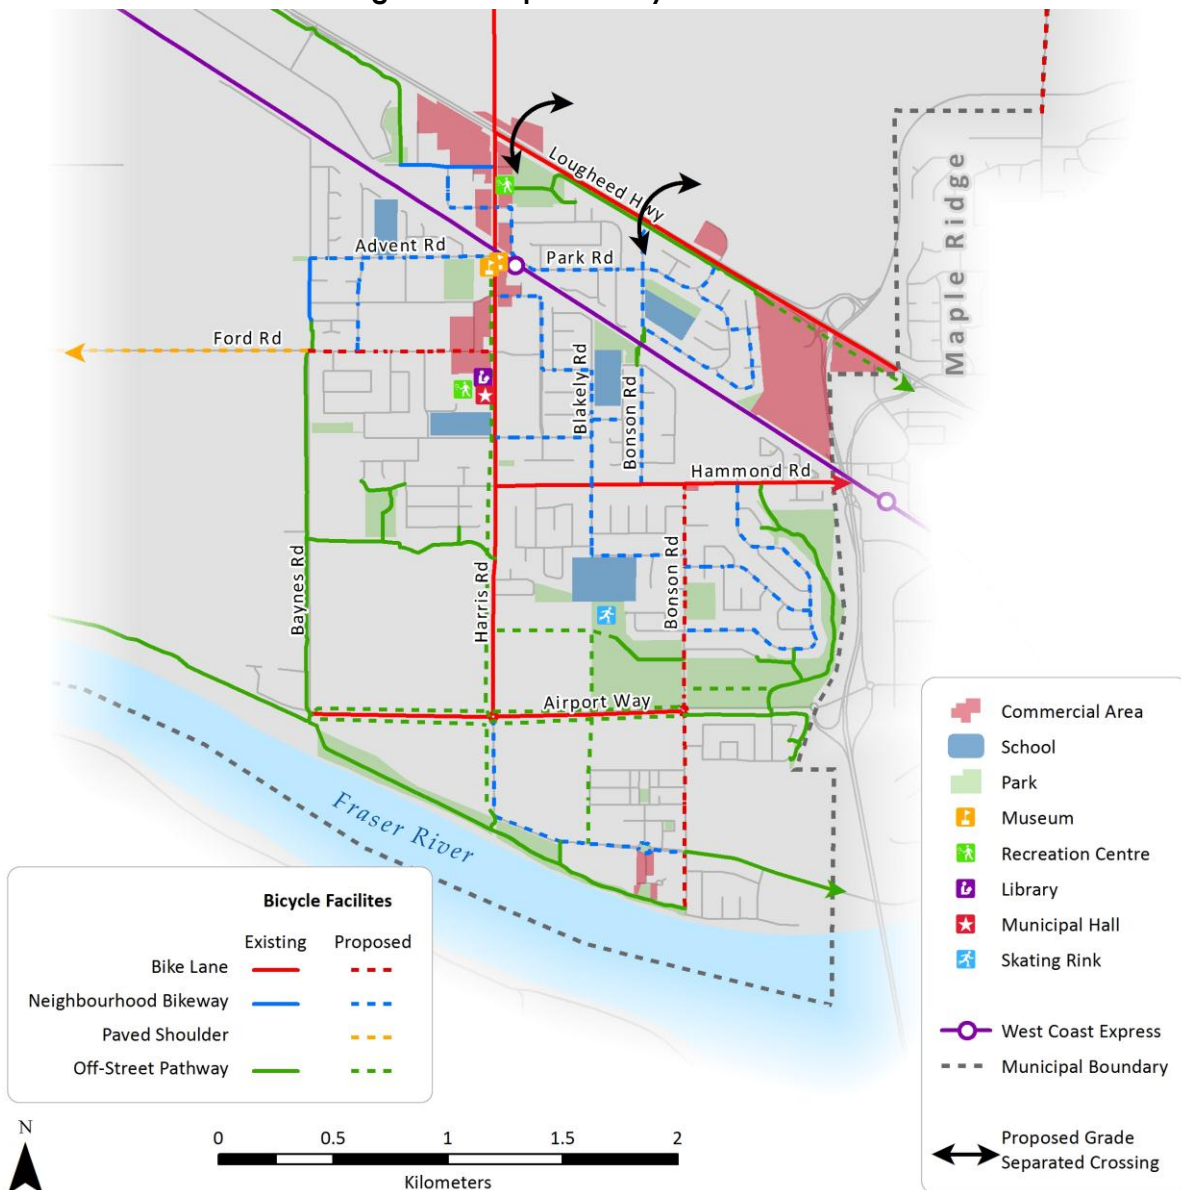 Lougheed Hwy
Maple Ridge
Advent Rd
Park Rd
Ford Rd
Blakely Rd
Bonson Rd
Hammond Rd
Baynes Rd
Harris Rd
Bonson Rd
Airport Way
Fraser River
Commercial Area
School
Park
Museum
Recreation Centre
Library
Municipal Hall
Skating Rink
West Coast Express
Municipal Boundary
Proposed Grade
Separated Crossing
Bicycle Facilites
Existing Proposed
Bike Lane
Neighbourhood Bikeway
Paved Shoulder
Off-Street Pathway
N
0 0.5 1 1.5 2
Kilometers